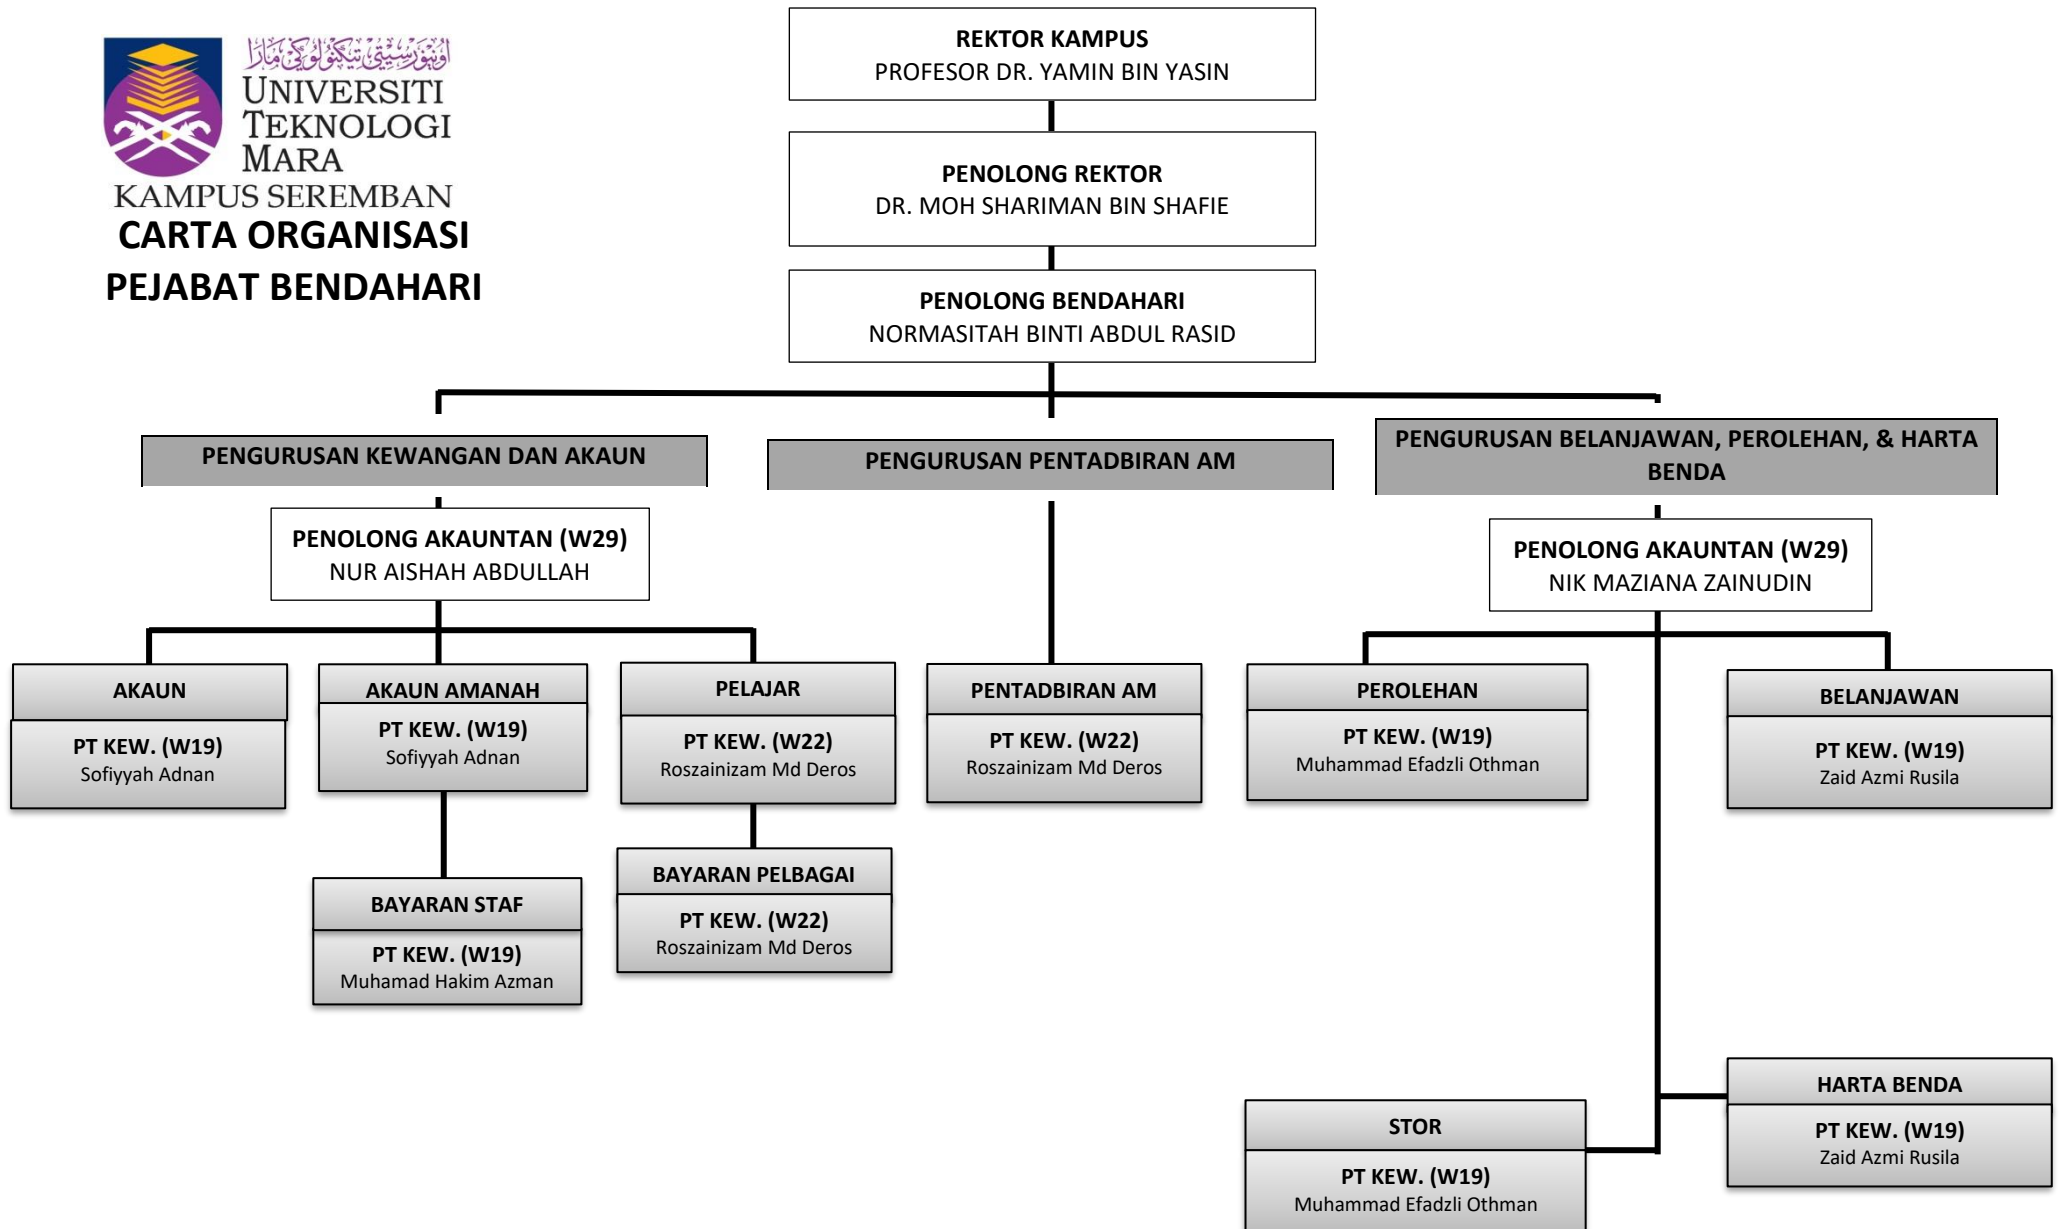 اونيۏرسيتي تيكنولوڬي مارا
UNIVERSITI
TEKNOLOGI
MARA
KAMPUS SEREMBAN
CARTA ORGANISASI
PEJABAT BENDAHARI
REKTOR KAMPUS
PROFESOR DR. YAMIN BIN YASIN
PENOLONG REKTOR
DR. MOH SHARIMAN BIN SHAFIE
PENOLONG BENDAHARI
NORMASITAH BINTI ABDUL RASID
PENGURUSAN KEWANGAN DAN AKAUN
PENOLONG AKAUNTAN (W29)
NUR AISHAH ABDULLAH
AKAUN
PT KEW. (W19)
Sofiyyah Adnan
AKAUN AMANAH
PT KEW. (W19)
Sofiyyah Adnan
BAYARAN STAF
PT KEW. (W19)
Muhamad Hakim Azman
PELAJAR
PT KEW. (W22)
Roszainizam Md Deros
BAYARAN PELBAGAI
PT KEW. (W22)
Roszainizam Md Deros
PENGURUSAN PENTADBIRAN AM
PENTADBIRAN AM
PT KEW. (W22)
Roszainizam Md Deros
PENGURUSAN BELANJAWAN, PEROLEHAN, & HARTA
BENDA
PENOLONG AKAUNTAN (W29)
NIK MAZIANA ZAINUDIN
PEROLEHAN
PT KEW. (W19)
Muhammad Efadzli Othman
BELANJAWAN
PT KEW. (W19)
Zaid Azmi Rusila
HARTA BENDA
PT KEW. (W19)
Zaid Azmi Rusila
STOR
PT KEW. (W19)
Muhammad Efadzli Othman